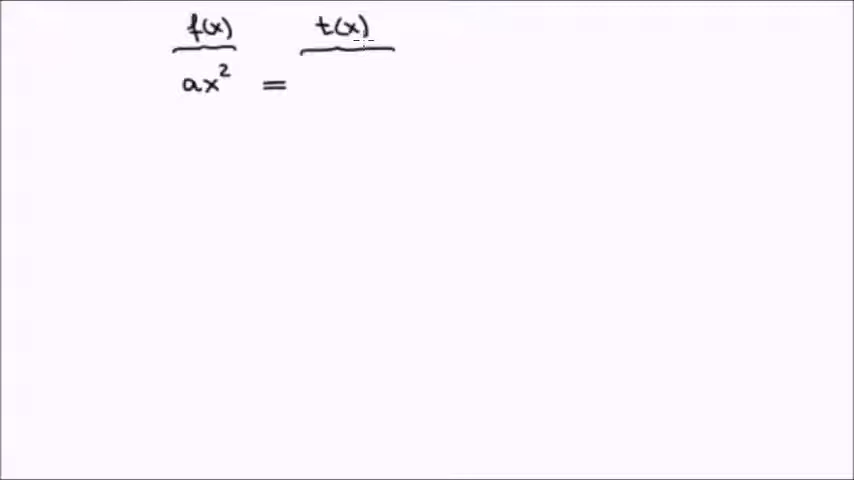 f(x) t(x)
ax² =